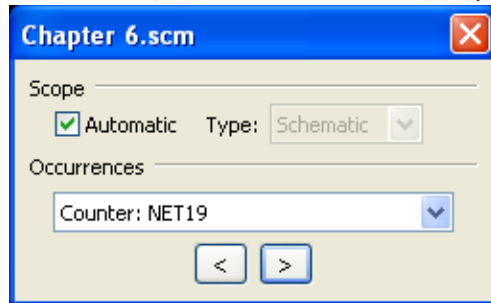 Chapter 6.scm
Scope
Automatic Type: Schematic
Occurrences
Counter: NET19
< >